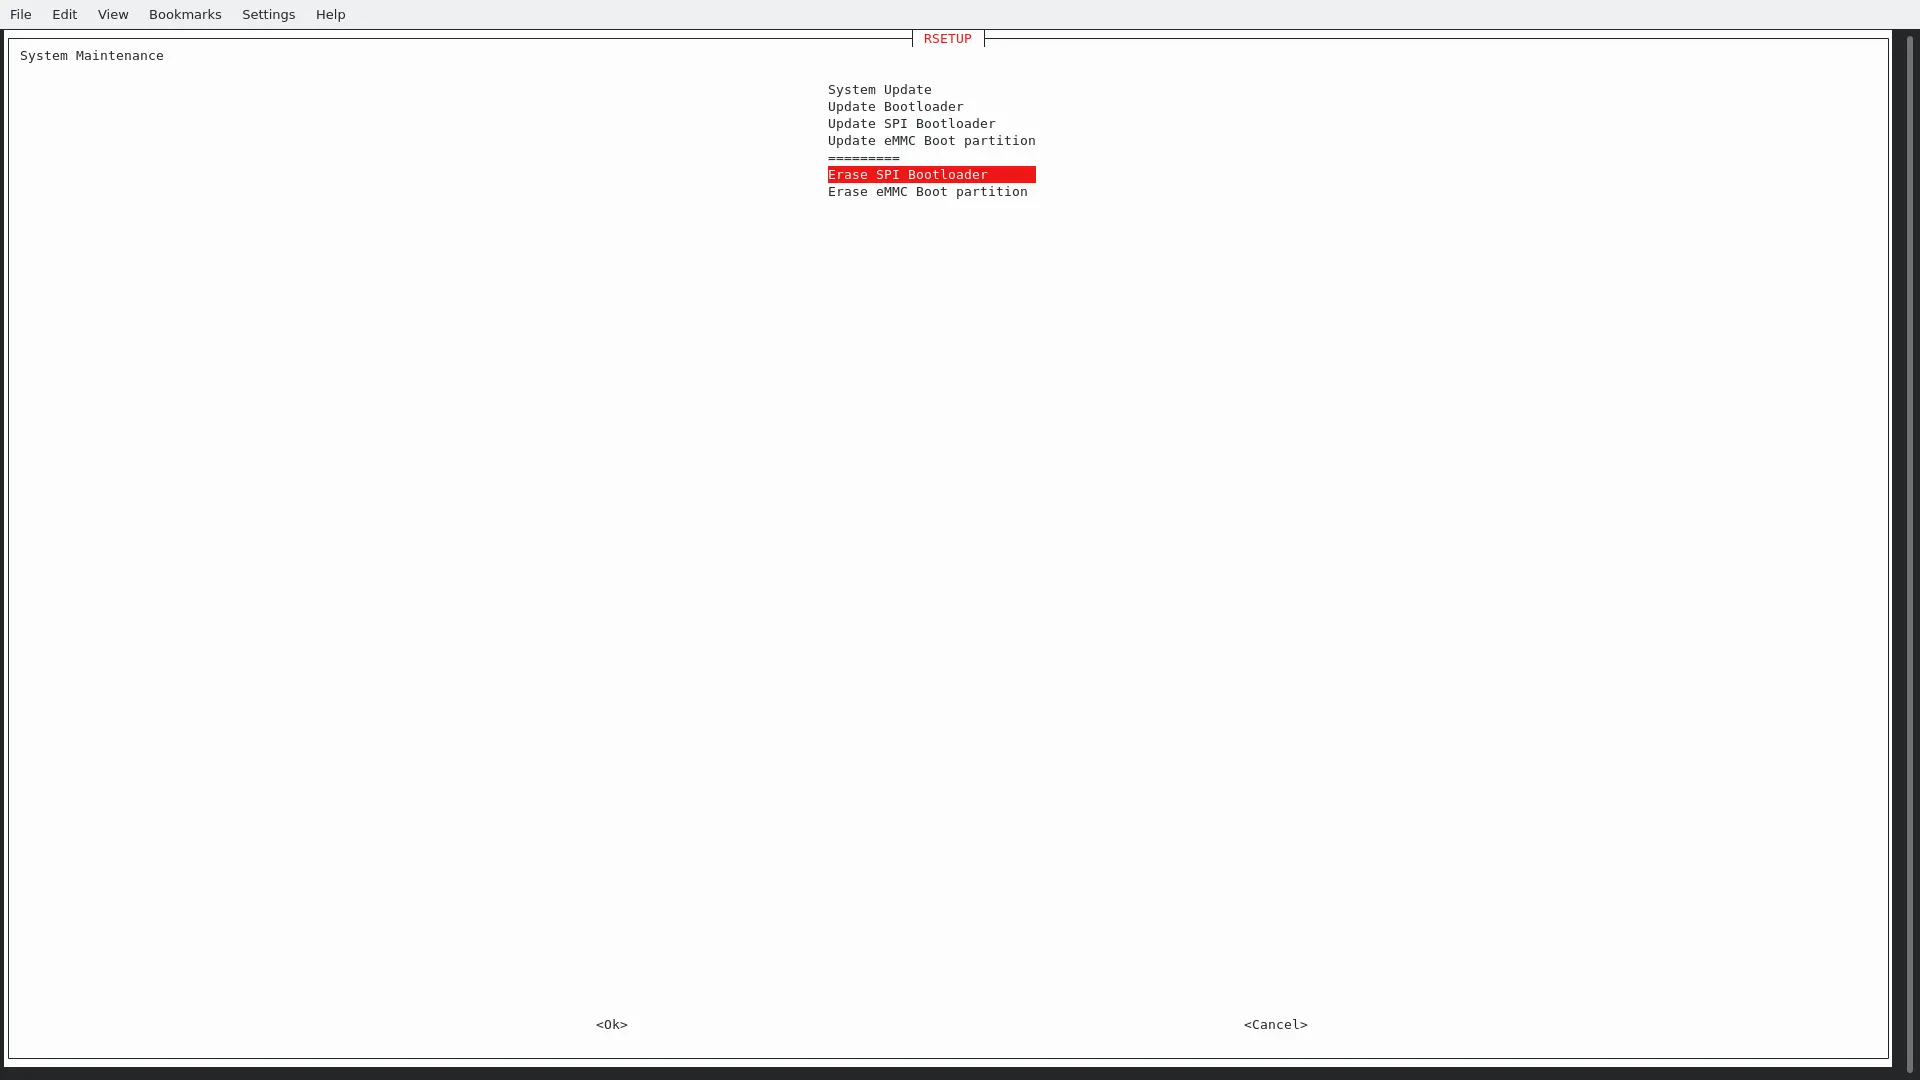 File Edit View Bookmarks Settings Help
RSETUP
System Maintenance
System Update
Update Bootloader
Update SPI Bootloader
Update eMMC Boot partition
=========
Erase SPI Bootloader
Erase eMMC Boot partition
<Ok> <Cancel>